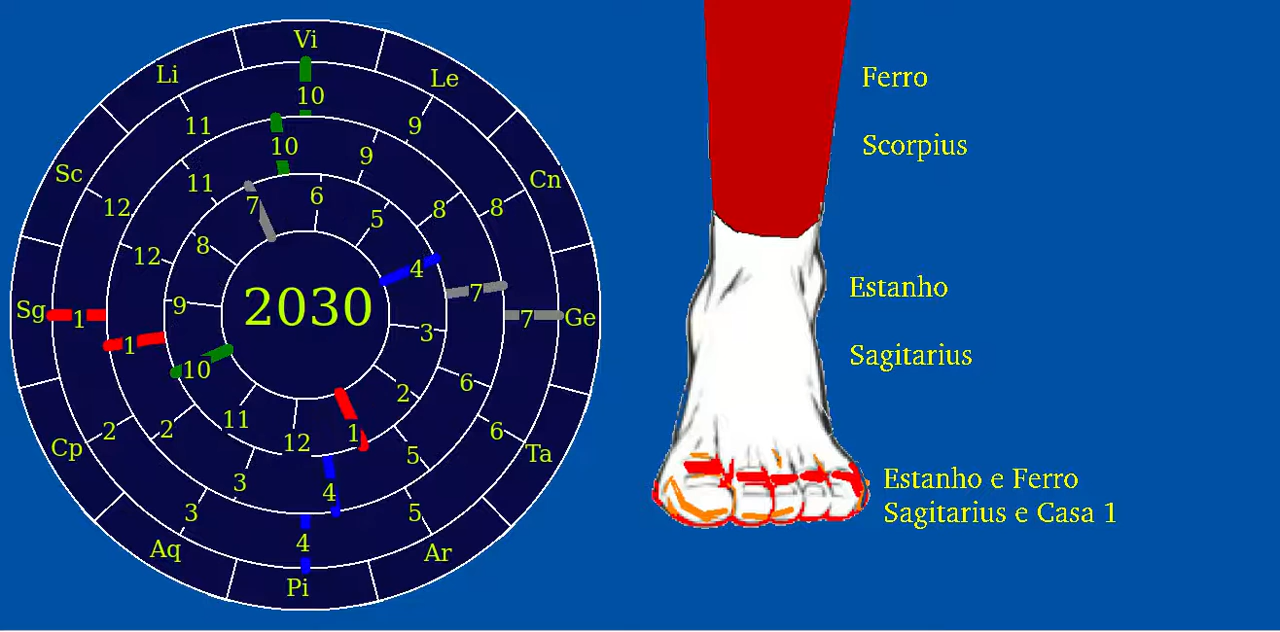 Vi
Li
Le
10
11
9
Sc
10
9
Cn
11
7
6
12
5
8
8
8
12
4
Sg
9
2030
7
1
7
Ge
1
3
10
6
2
11
Cp
2
2
12
1
6
5
Ta
3
4
3
5
4
Aq
Ar
Pi
Ferro
Scorpius
Estanho
Sagitarius
Estanho e Ferro
Sagitarius e Casa 1